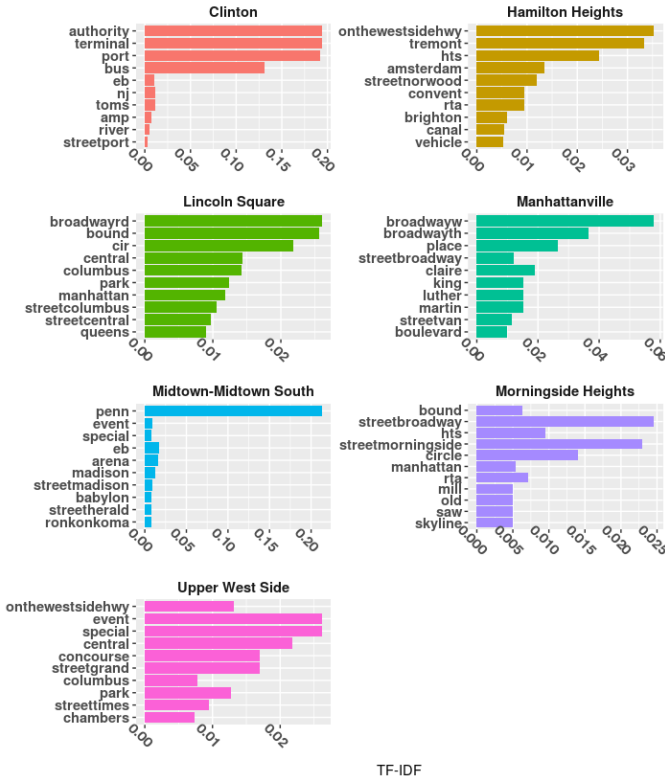 Clinton
authority
terminal
port
bus
eb
nj
toms
amp
river
streetport
0.00 0.05 0.10 0.15 0.20
Hamilton Heights
onthewestsidehwy
tremont
hts
amsterdam
streetnorwood
convent
rta
brighton
canal
vehicle
0.00 0.01 0.02 0.03
Lincoln Square
broadwayrd
bound
cir
central
columbus
park
manhattan
streetcolumbus
streetcentral
queens
0.00 0.01 0.02
Manhattanville
broadwayw
broadwayth
place
streetbroadway
claire
king
luther
martin
streetvan
boulevard
0.00 0.02 0.04 0.06
Midtown-Midtown South
penn
event
special
eb
arena
madison
streetmadison
babylon
streetherald
ronkonkoma
0.00 0.05 0.10 0.15 0.20
Morningside Heights
bound
streetbroadway
hts
streetmorningside
circle
manhattan
rta
mill
old
saw
skyline
0.000 0.005 0.010 0.015 0.020 0.025
Upper West Side
onthewestsidehwy
event
special
central
concourse
streetgrand
columbus
park
streettimes
chambers
0.00 0.01 0.02
TF-IDF